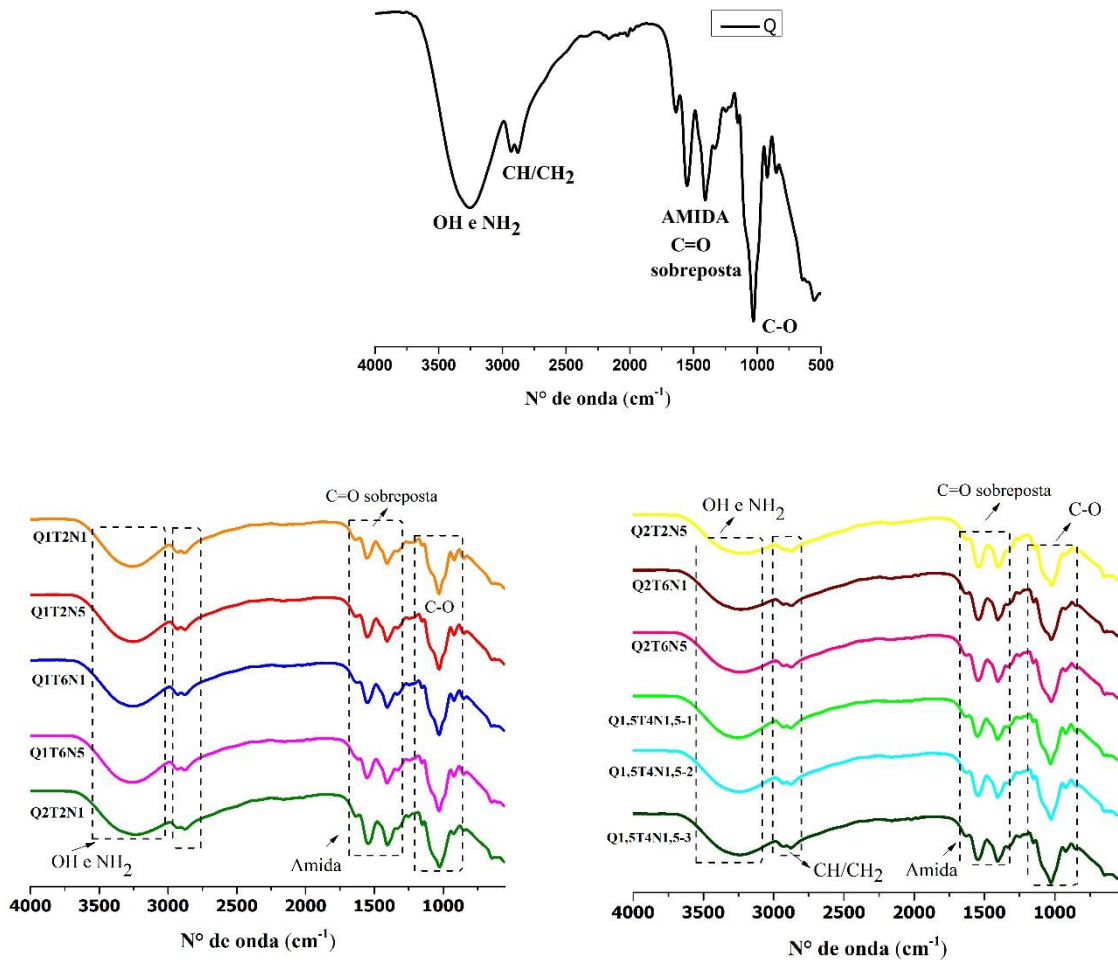 Q
CH/CH2
OH e NH2
AMIDA
C=O
sobreposta
C-O
4000 3500 3000 2500 2000 1500 1000 500
N° de onda (cm-1)
C=O sobreposta
Q1T2N1
C-O
Q1T2N5
Q1T6N1
Q1T6N5
Q2T2N1
OH e NH2
Amida
4000 3500 3000 2500 2000 1500 1000
N° dc onda (cm-1)
OH e NH2
C=O sobreposta
C-O
Q2T2N5
Q2T6N1
Q2T6N5
Q1,5T4N1,5-1
Q1,5T4N1,5-2
Q1,5T4N1,5-3
CH/CH2
Amida
4000 3500 3000 2500 2000 1500 1000
N° de onda (cm-1)